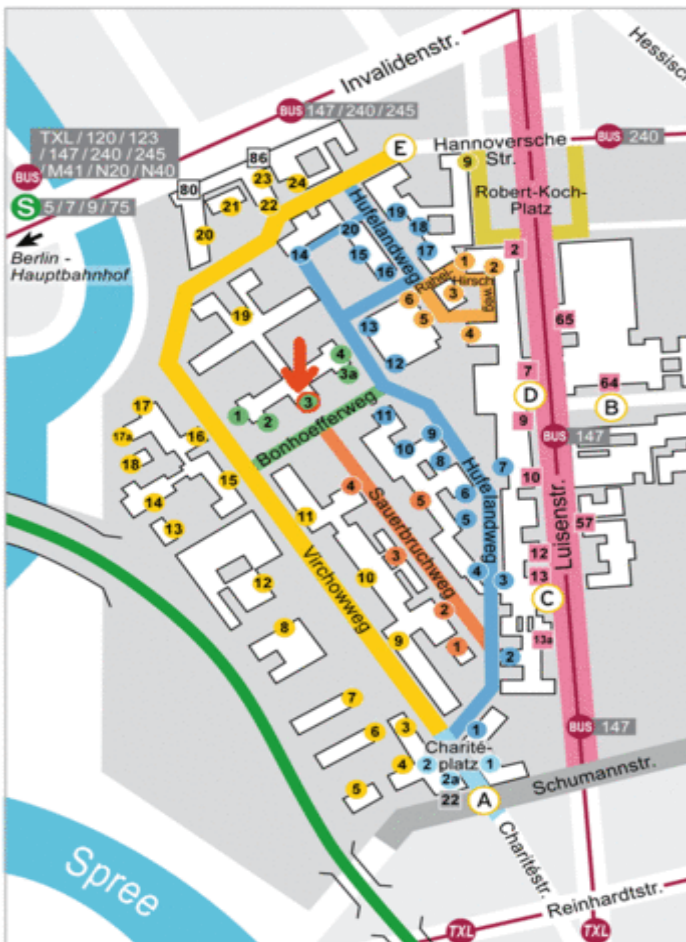 Invalidenstr.
Hessisch
BUS 147 / 240 / 245
TXL / 120 / 123
/ 147 / 240 / 245
/ M41 / N20 / N40
BUS
S 5 / 7 / 9 / 75
Berlin -
Hauptbahnhof
E
Hannoversche
Str.
BUS 240
Robert-Koch-
Platz
9
86
80
23
24
22
21
20
Hufelandweg
19
18
17
20
15
16
14
13
12
Rahel-
Hirsch-
weg
1
2
3
6
5
4
2
65
7
D
64
B
9
BUS 147
10
57
12
13
C
13a
Luisenstr.
19
4
3a
3
1
2
Bonhoefferweg
11
10
9
8
7
6
5
4
3
2
1
Hufelandweg
Sauerbruchweg
4
5
3
2
1
17
17a
18
16
15
14
13
12
11
10
9
8
7
6
5
4
3
Virchowweg
Charité-
platz
2
1
2a
22
A
BUS 147
Schumannstr.
Charitéstr.
Reinhardtstr.
TXL
TXL
Spree